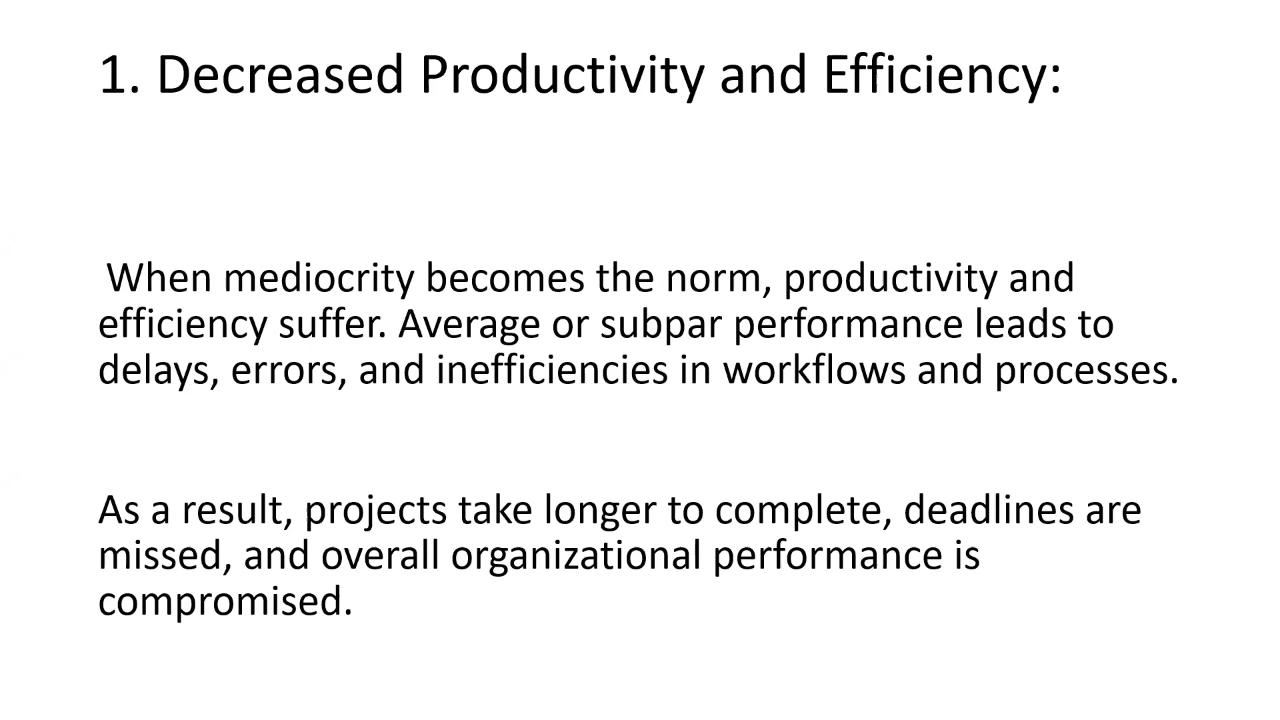 1. Decreased Productivity and Efficiency:
When mediocrity becomes the norm, productivity and
efficiency suffer. Average or subpar performance leads to
delays, errors, and inefficiencies in workflows and processes.
As a result, projects take longer to complete, deadlines are
missed, and overall organizational performance is
compromised.